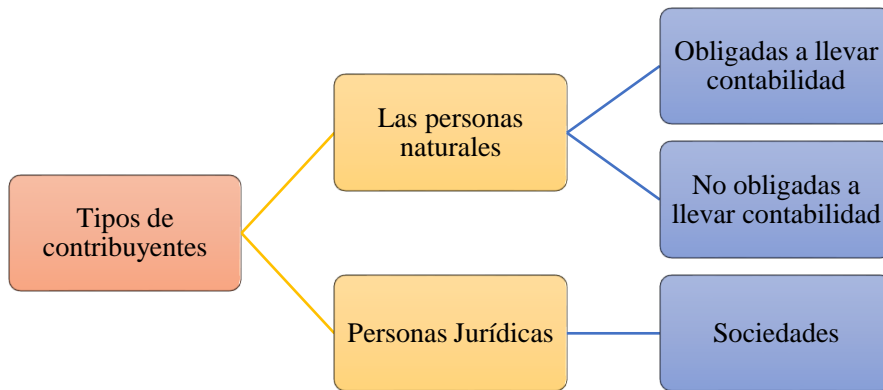 Tipos de
contribuyentes
Las personas
naturales
Obligadas a llevar
contabilidad
No obligadas a
llevar contabilidad
Personas Jurídicas
Sociedades